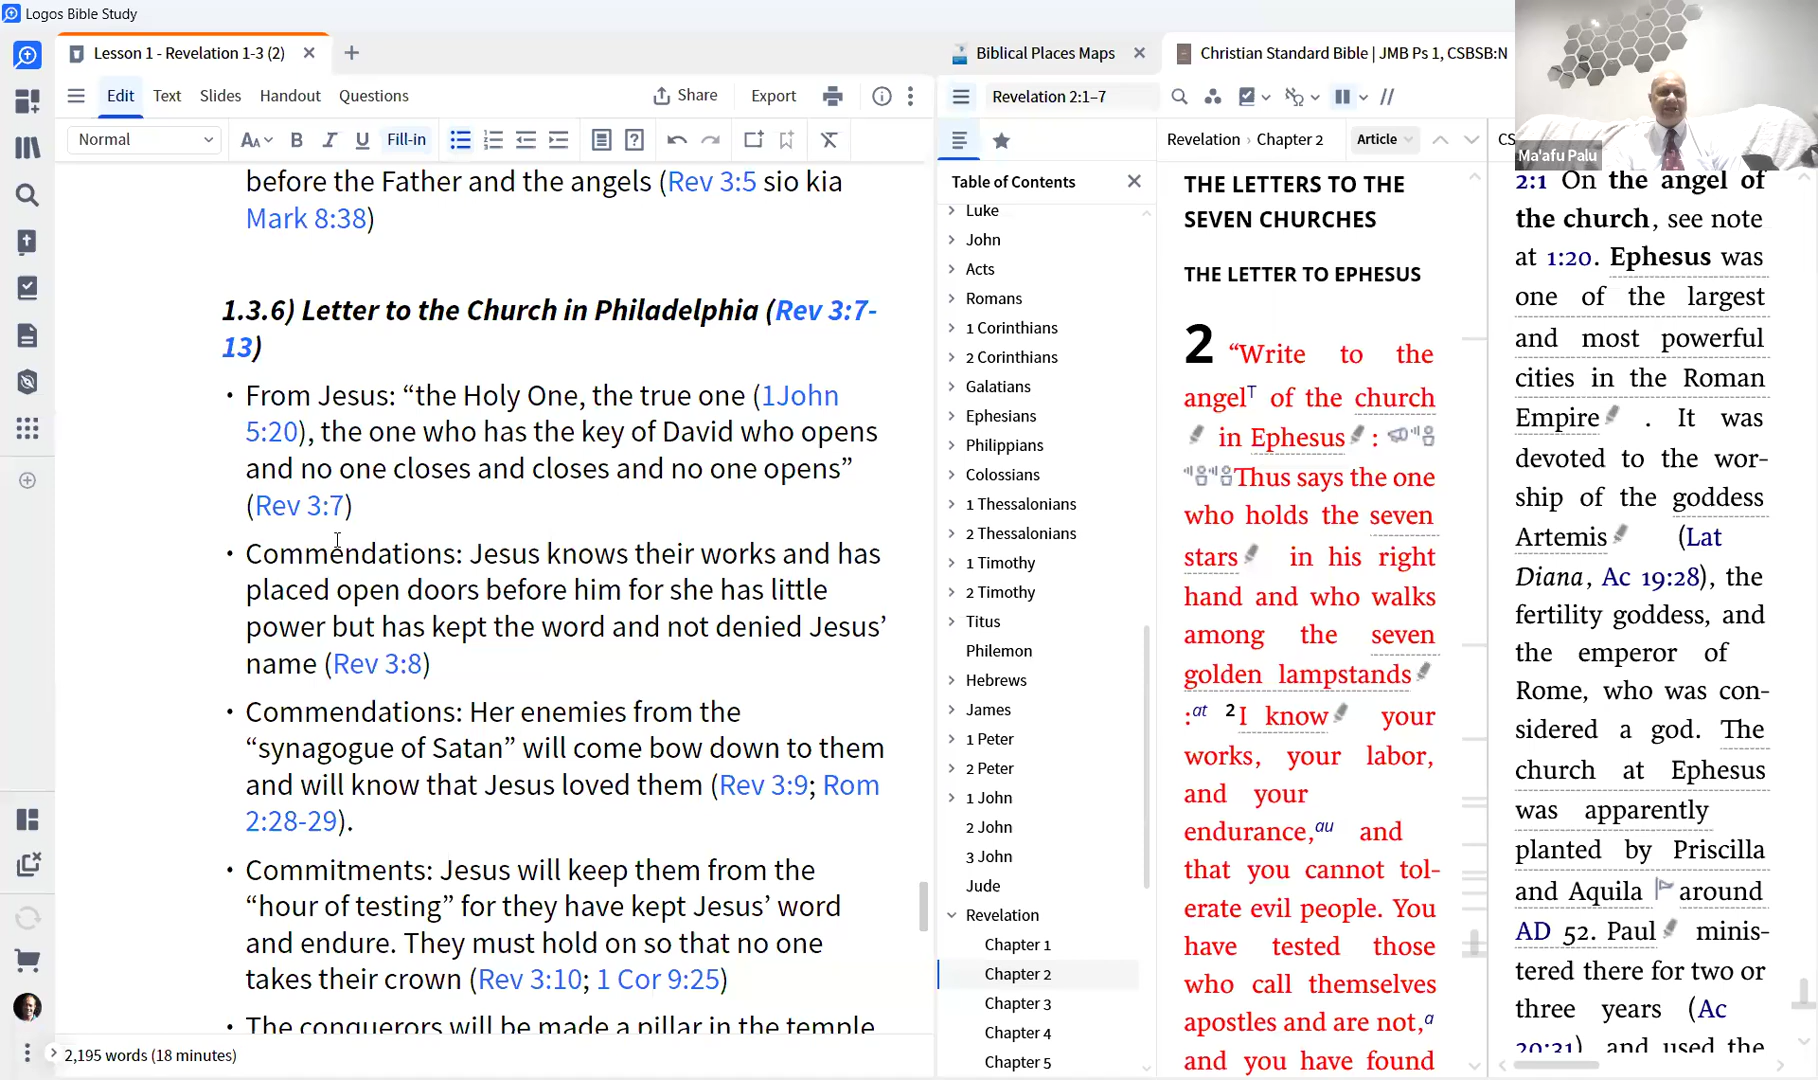 Logos Bible Study
Lesson 1 - Revelation 1-3 (2)
Edit Text Slides Handout Questions
Share
Export
Normal
Fill-in
before the Father and the angels (Rev 3:5 sio kia
Mark 8:38)
1.3.6) Letter to the Church in Philadelphia (Rev 3:7-
13)
• From Jesus: “the Holy One, the true one (1John
5:20), the one who has the key of David who opens
and no one closes and closes and no one opens”
(Rev 3:7)
• Commendations: Jesus knows their works and has
placed open doors before him for she has little
power but has kept the word and not denied Jesus’
name (Rev 3:8)
• Commendations: Her enemies from the
“synagogue of Satan” will come bow down to them
and will know that Jesus loved them (Rev 3:9; Rom
2:28-29).
• Commitments: Jesus will keep them from the
“hour of testing” for they have kept Jesus’ word
and endure. They must hold on so that no one
takes their crown (Rev 3:10; 1 Cor 9:25)
• The conquerors will be made a pillar in the temple
2,195 words (18 minutes)
Biblical Places Maps
Christian Standard Bible | JMB Ps 1, CSBSB:N
Revelation 2:1–7
Table of Contents
Luke
John
Acts
Romans
1 Corinthians
2 Corinthians
Galatians
Ephesians
Philippians
Colossians
1 Thessalonians
2 Thessalonians
1 Timothy
2 Timothy
Titus
Philemon
Hebrews
James
1 Peter
2 Peter
1 John
2 John
3 John
Jude
Revelation
Chapter 1
Chapter 2
Chapter 3
Chapter 4
Chapter 5
Revelation › Chapter 2
Article
CS
THE LETTERS TO THE
SEVEN CHURCHES
THE LETTER TO EPHESUS
2 “Write to the
angelT of the church
in Ephesus :
Thus says the one
who holds the seven
stars in his right
hand and who walks
among the seven
golden lampstands
:at 2 I know your
works, your labor,
and your
endurance,au and
that you cannot tol-
erate evil people. You
have tested those
who call themselves
apostles and are not,a
and you have found
Ma'afu Palu
2:1 On the angel of
the church, see note
at 1:20. Ephesus was
one of the largest
and most powerful
cities in the Roman
Empire . It was
devoted to the wor-
ship of the goddess
Artemis (Lat
Diana, Ac 19:28), the
fertility goddess, and
the emperor of
Rome, who was con-
sidered a god. The
church at Ephesus
was apparently
planted by Priscilla
and Aquila around
AD 52. Paul minis-
tered there for two or
three years (Ac
20:31), and used the